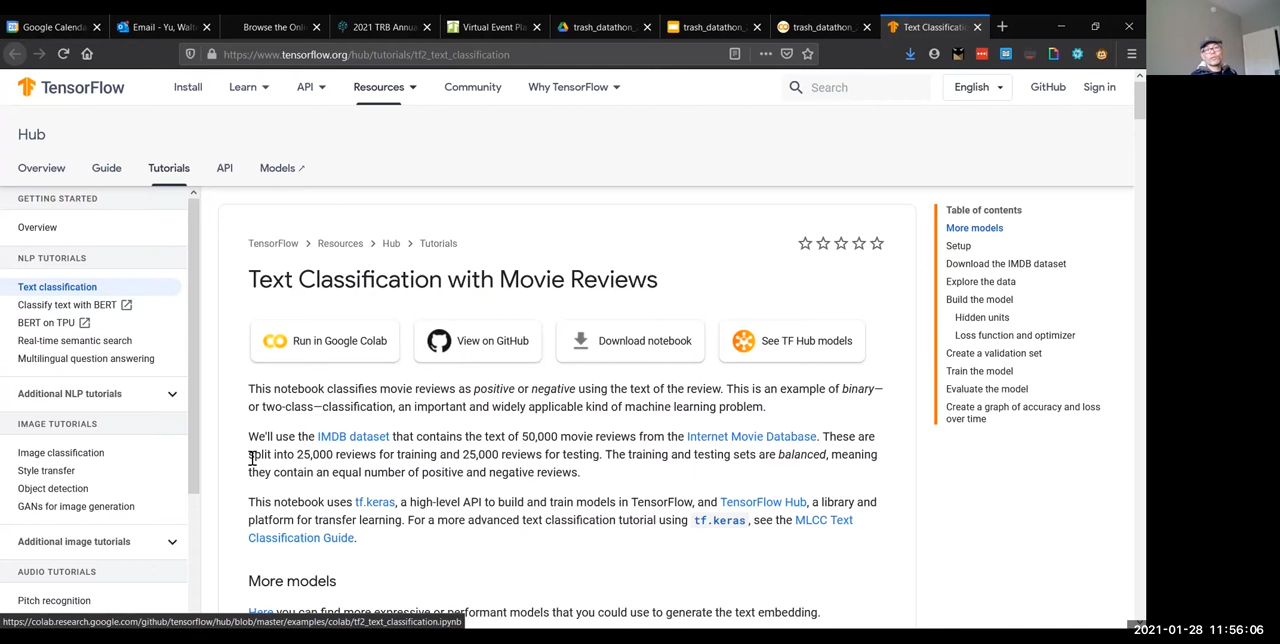 Google Calendar
Email - Yu, Walt
Browse the Onli
2021 TRB Annua
Virtual Event Pla
trash_datathon_
trash_datathon_
trash_datathon_
Text Classificati
https://www.tensorflow.org/hub/tutorials/tf2_text_classification
TensorFlow
Install
Learn
API
Resources
Community
Why TensorFlow
Search
English
GitHub
Sign in
Hub
Overview
Guide
Tutorials
API
Models
GETTING STARTED
Overview
NLP TUTORIALS
Text classification
Classify text with BERT
BERT on TPU
Real-time semantic search
Multilingual question answering
Additional NLP tutorials
IMAGE TUTORIALS
Image classification
Style transfer
Object detection
GANs for image generation
Additional image tutorials
AUDIO TUTORIALS
Pitch recognition
TensorFlow > Resources > Hub > Tutorials
Text Classification with Movie Reviews
Run in Google Colab
View on GitHub
Download notebook
See TF Hub models
This notebook classifies movie reviews as positive or negative using the text of the review. This is an example of binary—
or two-class—classification, an important and widely applicable kind of machine learning problem.
We'll use the IMDB dataset that contains the text of 50,000 movie reviews from the Internet Movie Database. These are
split into 25,000 reviews for training and 25,000 reviews for testing. The training and testing sets are balanced, meaning
they contain an equal number of positive and negative reviews.
This notebook uses tf.keras, a high-level API to build and train models in TensorFlow, and TensorFlow Hub, a library and
platform for transfer learning. For a more advanced text classification tutorial using tf.keras, see the MLCC Text
Classification Guide.
More models
Here you can find more expressive or performant models that you could use to generate the text embedding.
Table of contents
More models
Setup
Download the IMDB dataset
Explore the data
Build the model
Hidden units
Loss function and optimizer
Create a validation set
Train the model
Evaluate the model
Create a graph of accuracy and loss
over time
https://colab.research.google.com/github/tensorflow/hub/blob/master/examples/colab/tf2_text_classification.ipynb
2021-01-28 11:56:06